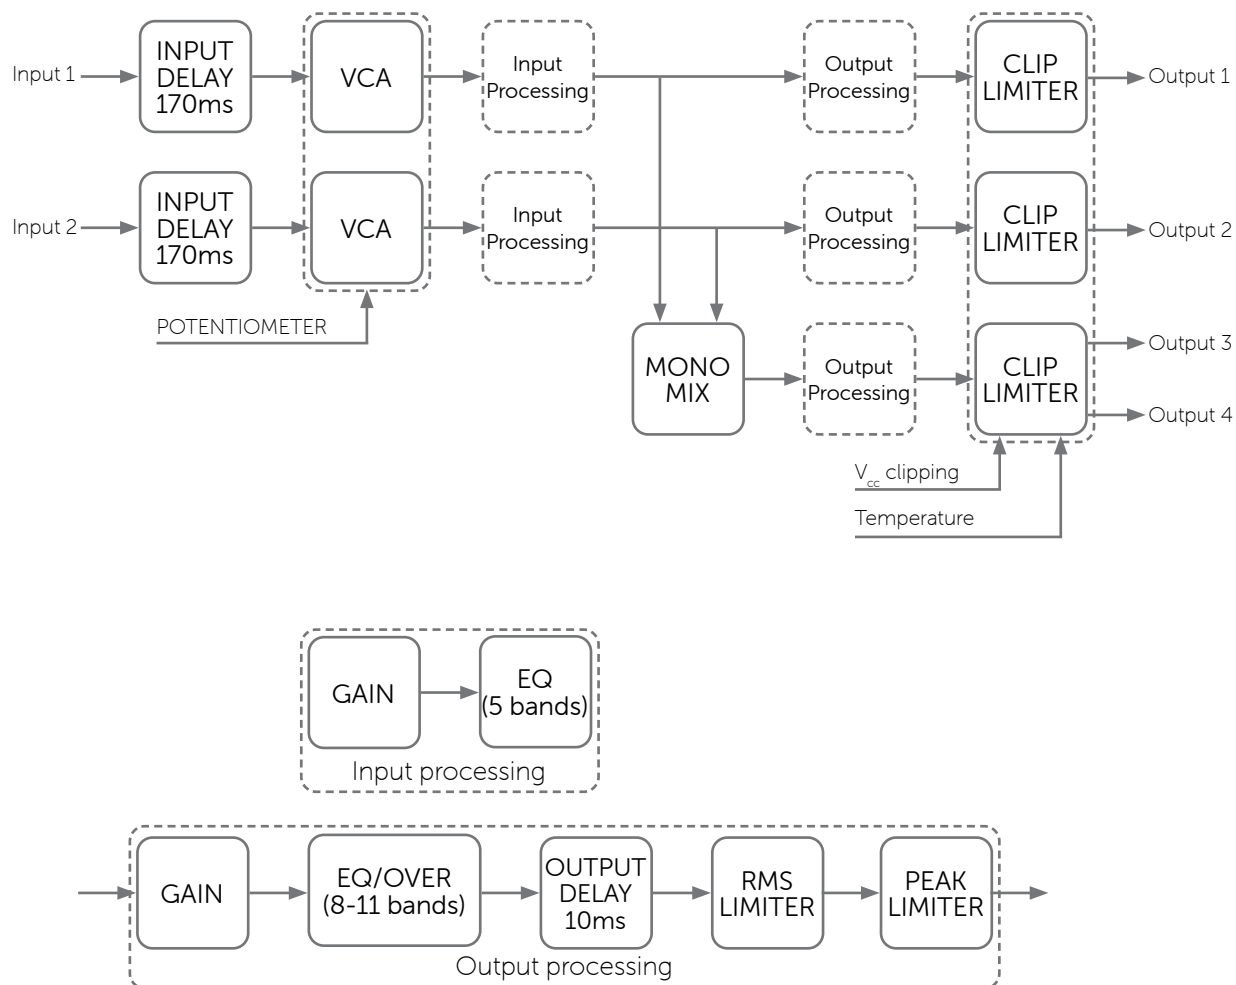 Input 1
INPUT
DELAY
170ms
VCA
Input
Processing
Output
Processing
CLIP
LIMITER
Output 1
Input 2
INPUT
DELAY
170ms
VCA
Input
Processing
Output
Processing
CLIP
LIMITER
Output 2
POTENTIOMETER
MONO
MIX
Output
Processing
CLIP
LIMITER
Output 3
Output 4
Vcc clipping
Temperature
GAIN
EQ
(5 bands)
Input processing
GAIN
EQ/OVER
(8-11 bands)
OUTPUT
DELAY
10ms
RMS
LIMITER
PEAK
LIMITER
Output processing